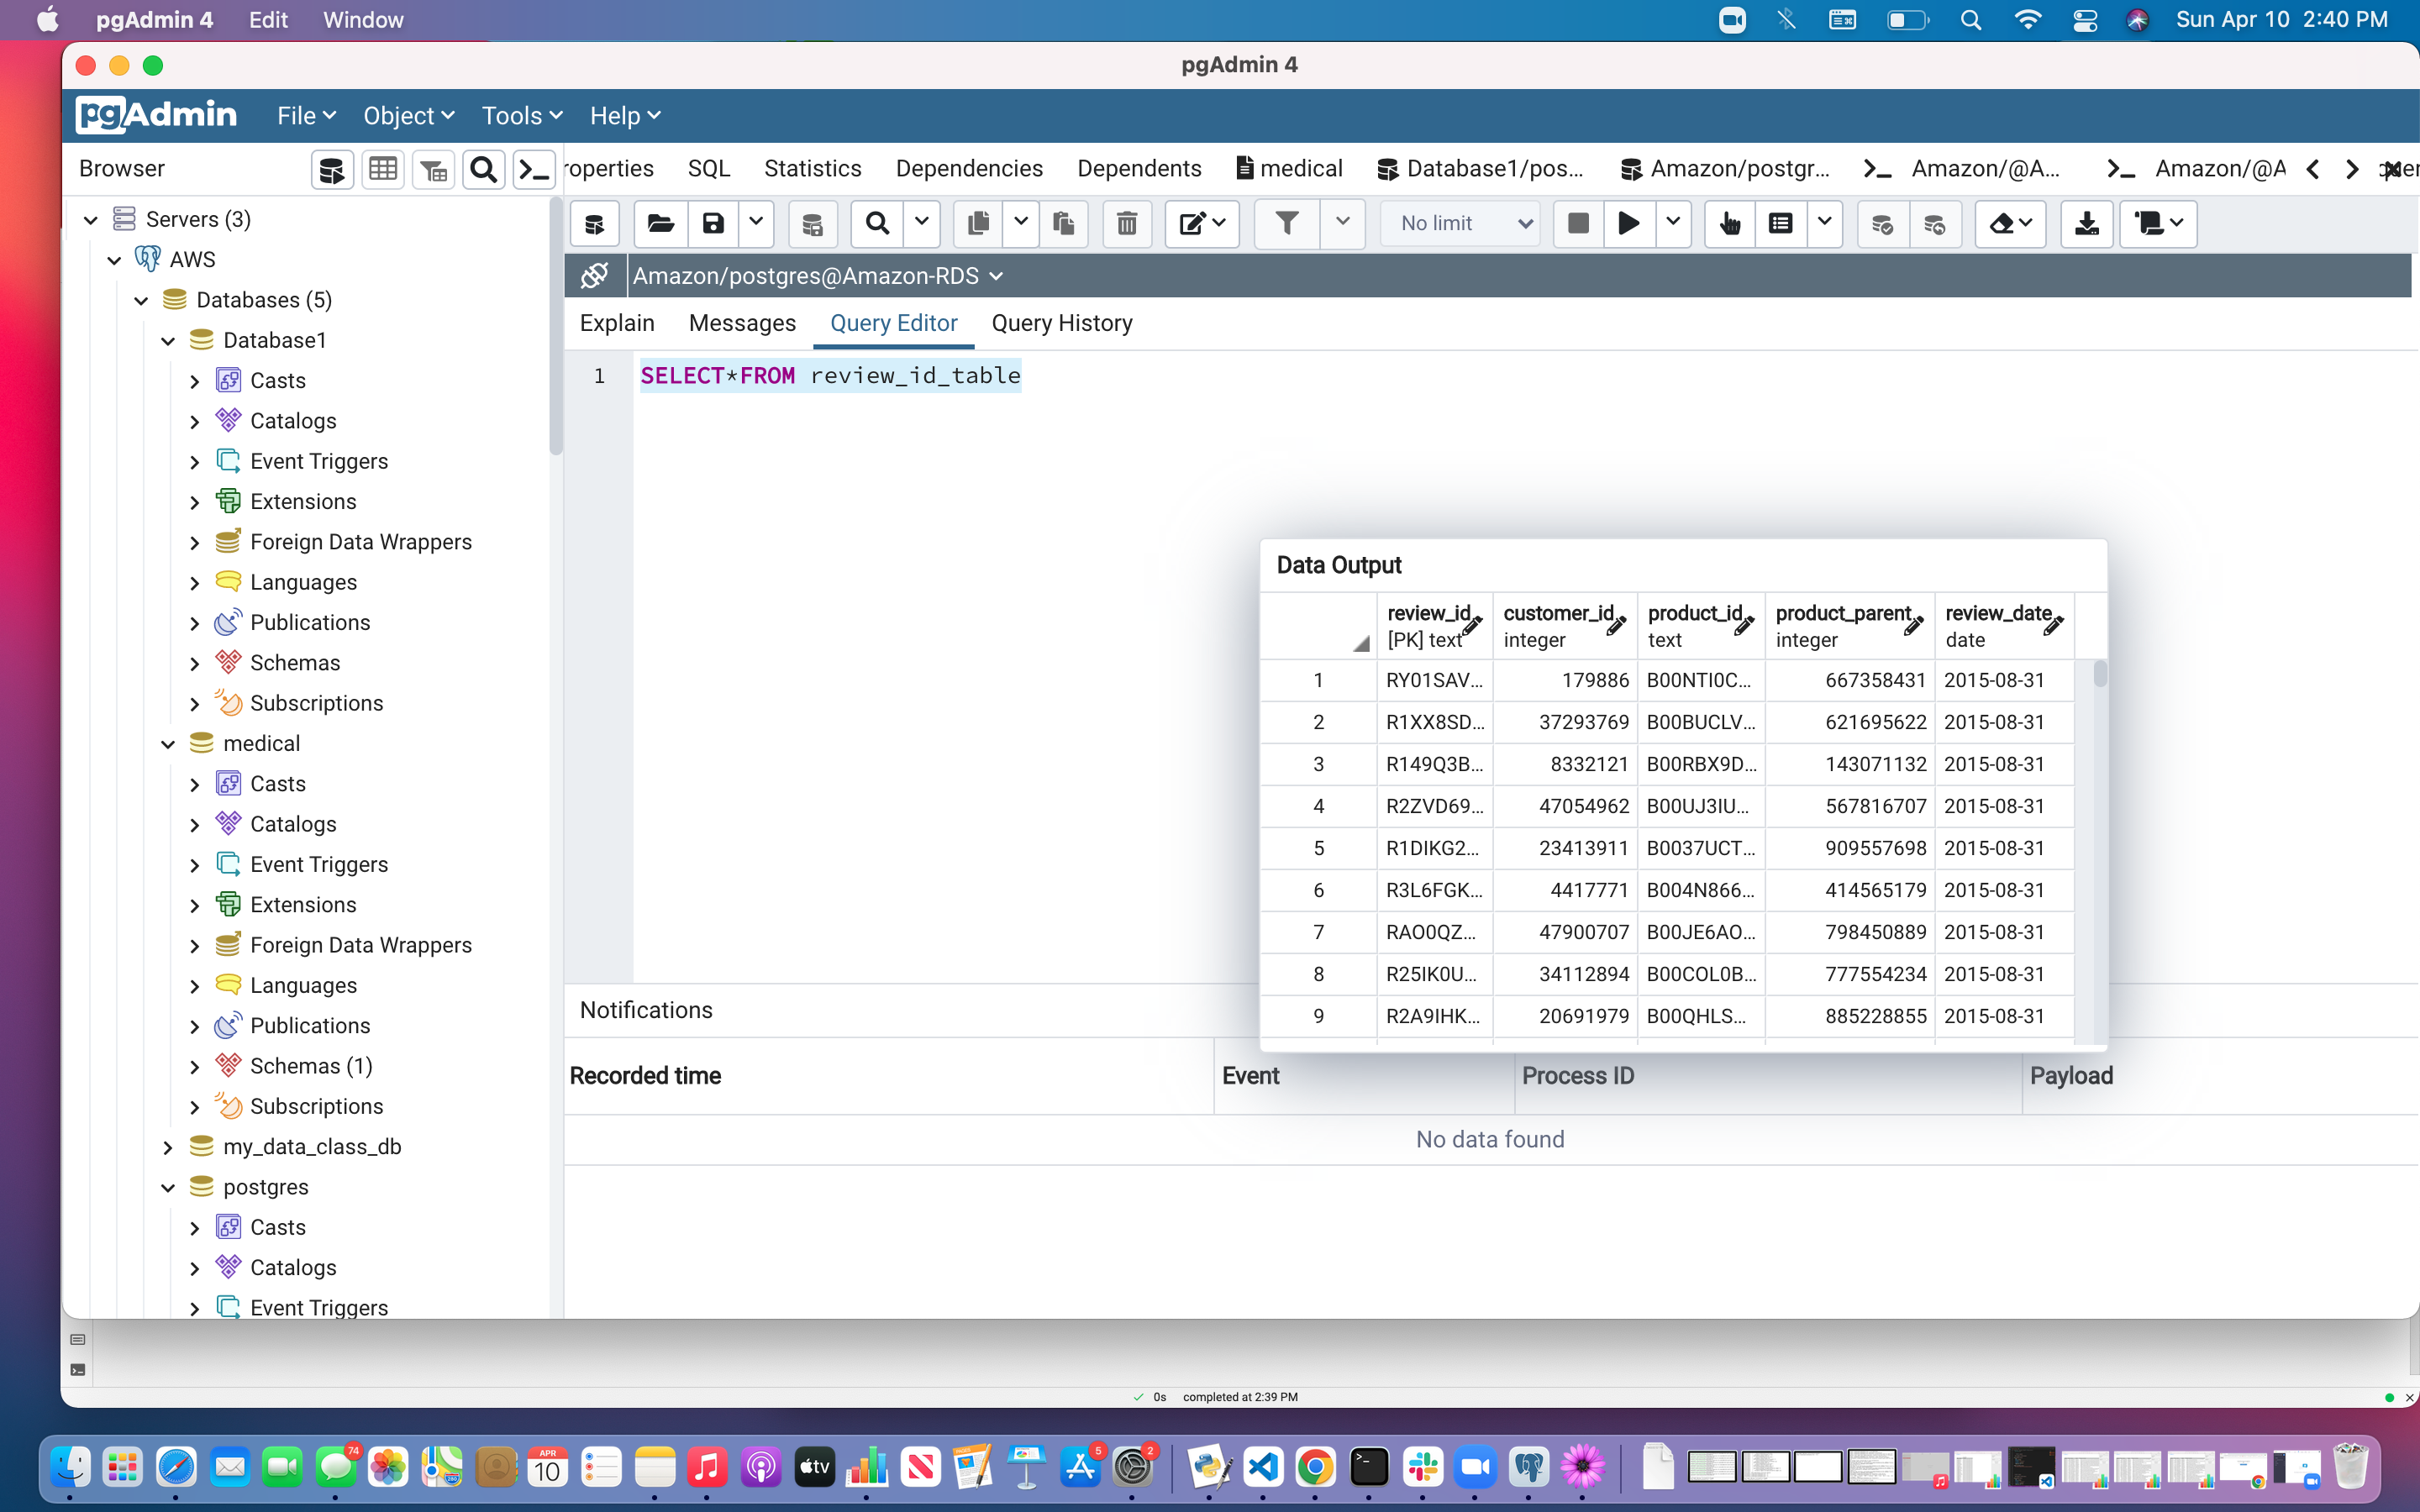 pgAdmin 4 Edit Window Sun Apr 10 2:40 PM
pgAdmin 4
pgAdmin File Object Tools Help
Browser
roperties SQL Statistics Dependencies Dependents medical Database1/pos... Amazon/postgr... Amazon/@A... Amazon/@A
Servers (3)
AWS
Databases (5)
Database1
Casts
Catalogs
Event Triggers
Extensions
Foreign Data Wrappers
Languages
Publications
Schemas
Subscriptions
medical
Casts
Catalogs
Event Triggers
Extensions
Foreign Data Wrappers
Languages
Publications
Schemas (1)
Subscriptions
my_data_class_db
postgres
Casts
Catalogs
Event Triggers
No limit
Amazon/postgres@Amazon-RDS
Explain Messages Query Editor Query History
1 SELECT*FROM review_id_table
Data Output
review_id customer_id product_id product_parent review_date
[PK] text integer text integer date
1 RY01SAV... 179886 B00NTI0C... 667358431 2015-08-31
2 R1XX8SD... 37293769 B00BUCLV... 621695622 2015-08-31
3 R149Q3B... 8332121 B00RBX9D... 143071132 2015-08-31
4 R2ZVD69... 47054962 B00UJ3IU... 567816707 2015-08-31
5 R1DIKG2... 23413911 B0037UCT... 909557698 2015-08-31
6 R3L6FGK... 4417771 B004N866... 414565179 2015-08-31
7 RAO0QZ... 47900707 B00JE6AO... 798450889 2015-08-31
8 R25IK0U... 34112894 B00COL0B... 777554234 2015-08-31
9 R2A9IHK... 20691979 B00QHLS... 885228855 2015-08-31
Notifications
Recorded time Event Process ID Payload
No data found
0s completed at 2:39 PM
74 APR 10 tv 5 2